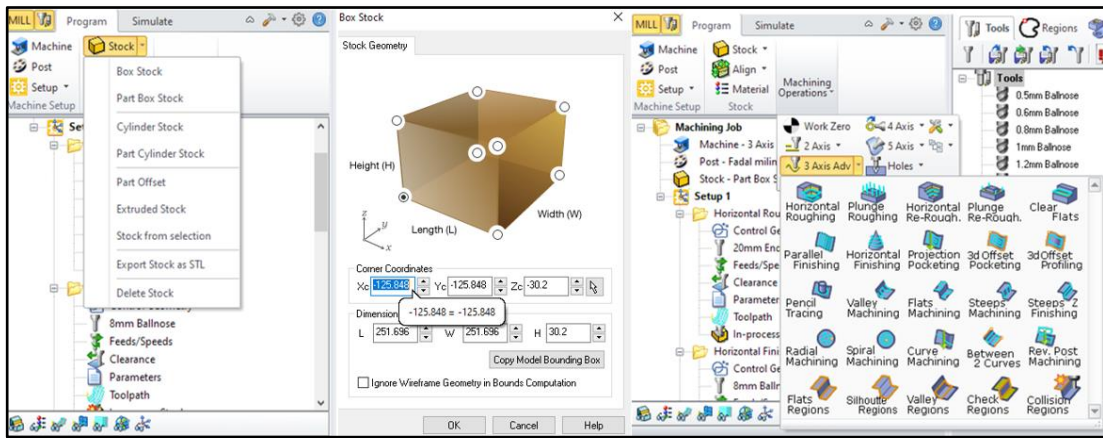 MILL
Program
Simulate
Machine
Post
Setup
Machine Setup
Stock
Box Stock
Part Box Stock
Cylinder Stock
Part Cylinder Stock
Part Offset
Extruded Stock
Stock from selection
Export Stock as STL
Delete Stock
8mm Ballnose
Feeds/Speeds
Clearance
Parameters
Toolpath
Box Stock
Stock Geometry
Height (H)
Width (W)
Length (L)
z
y
x
Corner Coordinates
Xc -125.848 Yc -125.848 Zc -30.2
-125.848 = -125.848
Dimension
L 251.696 W 251.696 H 30.2
Copy Model Bounding Box
Ignore Wireframe Geometry in Bounds Computation
OK Cancel Help
MILL
Program
Simulate
Machine
Post
Setup
Machine Setup
Stock
Align
Material
Stock
Machining
Operations
Machining Job
Machine - 3 Axis
Post - Fadal milin
Stock - Part Box S
Setup 1
Horizontal Rou
Control Ge
20mm Enc
Feeds/Spe
Clearance
Parameter
Toolpath
In-process
Horizontal Fini
Control Ge
8mm Balln
Work Zero
4 Axis
2 Axis
5 Axis
3 Axis Adv
Holes
Tools
Regions
Tools
0.5mm Ballnose
0.6mm Ballnose
0.8mm Ballnose
1mm Ballnose
1.2mm Ballnose
Horizontal Roughing
Plunge Roughing
Horizontal Re-Rough.
Plunge Re-Rough.
Clear Flats
Parallel Finishing
Horizontal Finishing
Projection Pocketing
3d Offset Pocketing
3d Offset Profiling
Pencil Tracing
Valley Machining
Flats Machining
Steeps Machining
Steeps Z Finishing
Radial Machining
Spiral Machining
Curve Machining
Between 2 Curves
Rev. Post Machining
Flats Regions
Silhoutte Regions
Valley Regions
Check Regions
Collision Regions